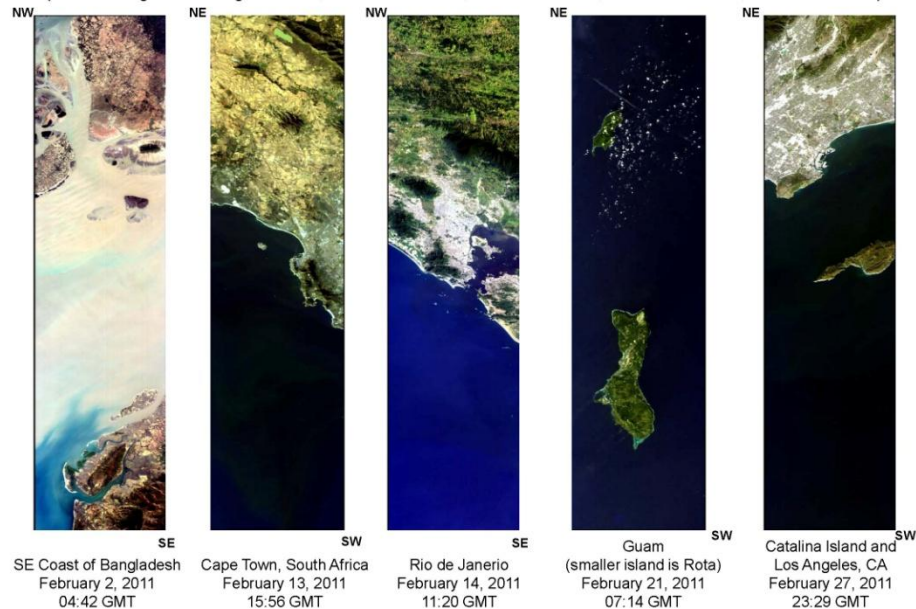 NW
NE
NW
NE
NE
SE
SW
SE
SW
SW
SE Coast of Bangladesh
February 2, 2011
04:42 GMT
Cape Town, South Africa
February 13, 2011
15:56 GMT
Rio de Janerio
February 14, 2011
11:20 GMT
Guam
(smaller island is Rota)
February 21, 2011
07:14 GMT
Catalina Island and
Los Angeles, CA
February 27, 2011
23:29 GMT